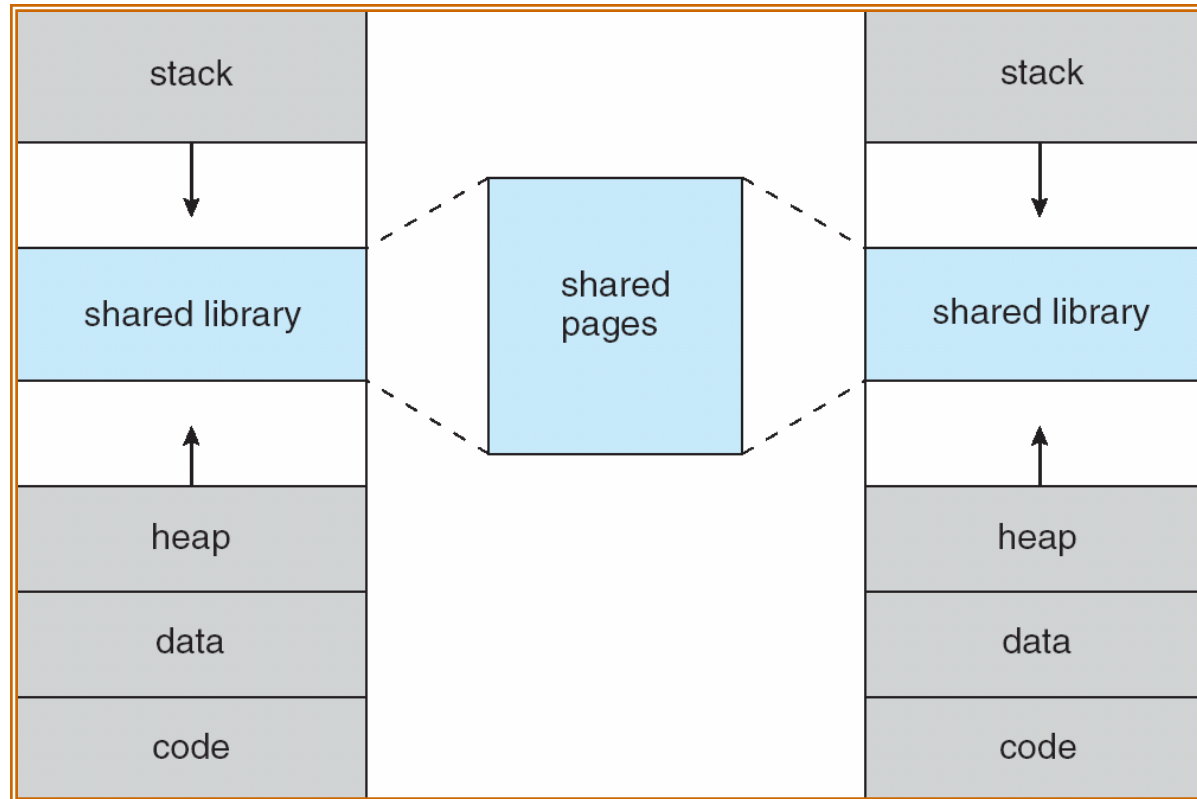 stack
shared library
heap
data
code
shared
pages
stack
shared library
heap
data
code